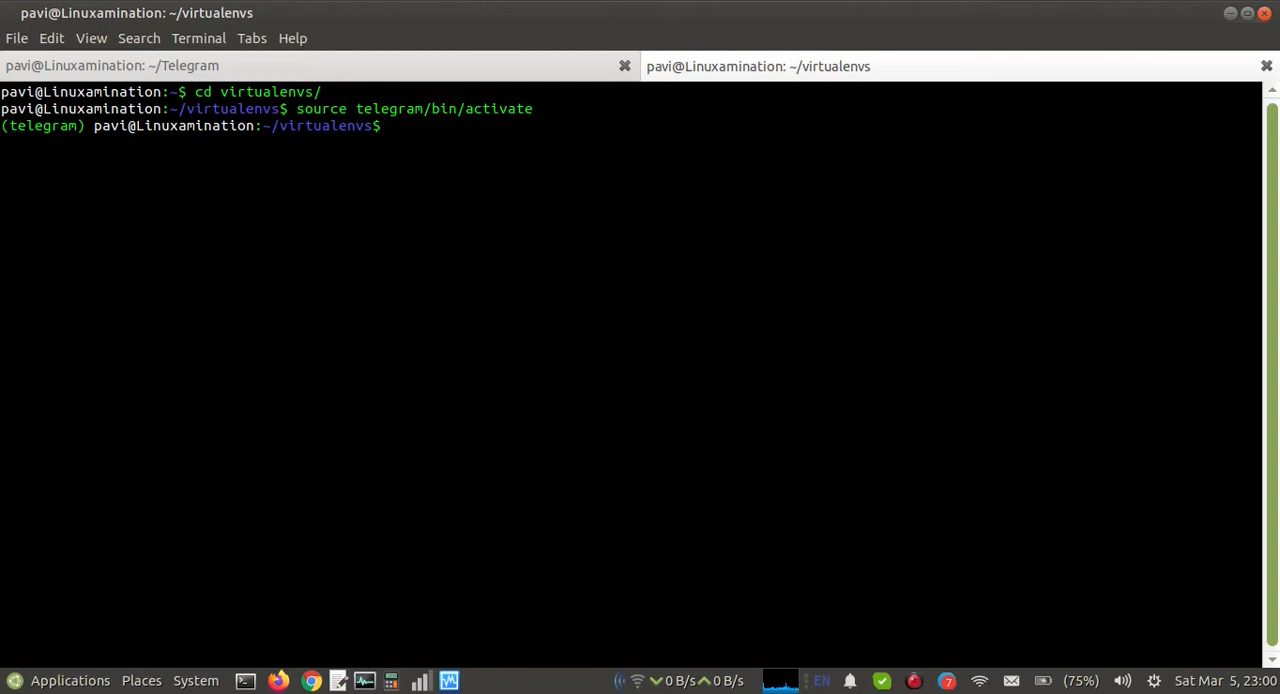 pavi@Linuxamination: ~/virtualenvs
File Edit View Search Terminal Tabs Help
pavi@Linuxamination: ~/Telegram
pavi@Linuxamination: ~/virtualenvs
pavi@Linuxamination:~$ cd virtualenvs/
pavi@Linuxamination:~/virtualenvs$ source telegram/bin/activate
(telegram) pavi@Linuxamination:~/virtualenvs$
Applications Places System 0 B/s 0 B/s EN 7 (75%) Sat Mar 5, 23:00